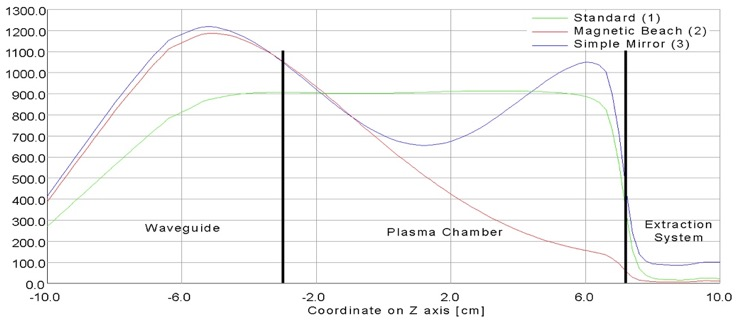 1300.0
1200.0
1100.0
1000.0
900.0
800.0
700.0
600.0
500.0
400.0
300.0
200.0
100.0
0.0
Standard (1)
Magnetic Beach (2)
Simple Mirror (3)
Waveguide
Plasma Chamber
Extraction
System
-10.0 -6.0 -2.0 2.0 6.0 10.0
Coordinate on Z axis [cm]